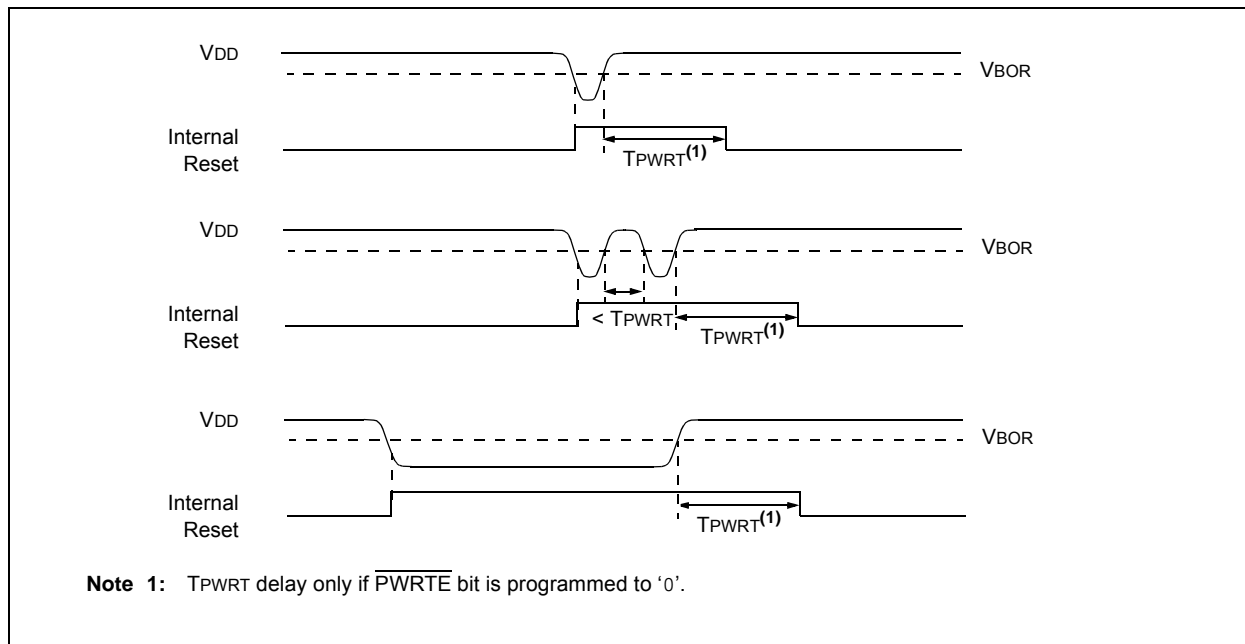 VDD
VBOR
Internal
Reset
TPWRT(1)
VDD
VBOR
Internal
Reset
< TPWRT
TPWRT(1)
VDD
VBOR
Internal
Reset
TPWRT(1)
Note 1: TPWRT delay only if PWRTE bit is programmed to ‘0’.